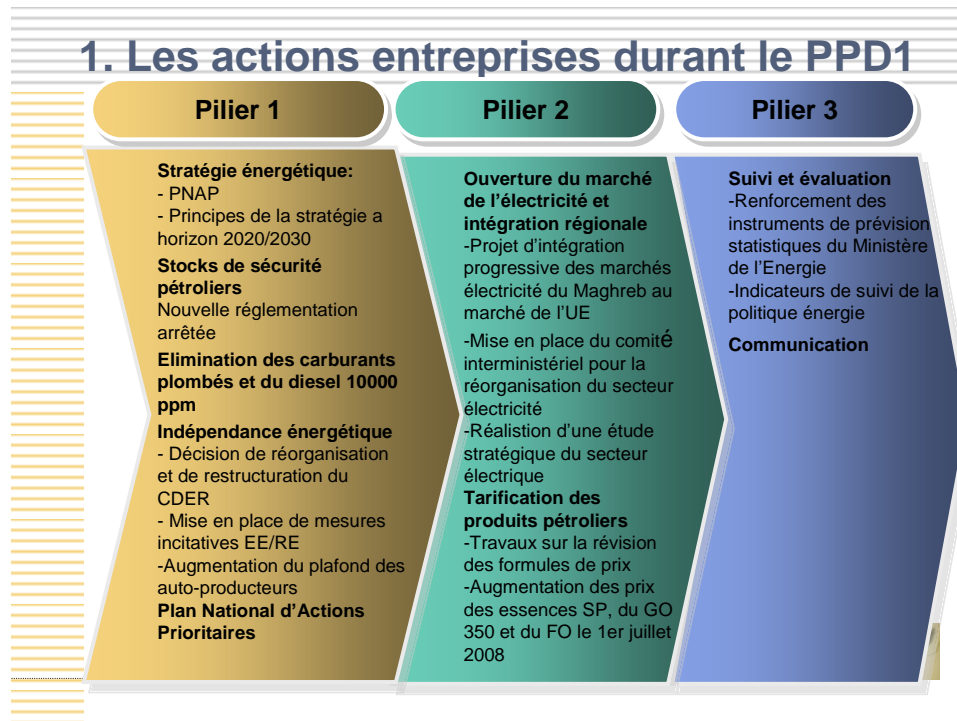 1. Les actions entreprises durant le PPD1
Pilier 1
Stratégie énergétique:
- PNAP
- Principes de la stratégie a
horizon 2020/2030
Stocks de sécurité
pétroliers
Nouvelle réglementation
arrêtée
Elimination des carburants
plombés et du diesel 10000
ppm
Indépendance énergétique
- Décision de réorganisation
et de restructuration du
CDER
- Mise en place de mesures
incitatives EE/RE
-Augmentation du plafond des
auto-producteurs
Plan National d’Actions
Prioritaires
Pilier 2
Ouverture du marché
de l’électricité et
intégration régionale
-Projet d’intégration
progressive des marchés
électricité du Maghreb au
marché de l’UE
-Mise en place du comité
interministériel pour la
réorganisation du secteur
électricité
-Réalistion d’une étude
stratégique du secteur
électrique
Tarification des
produits pétroliers
-Travaux sur la révision
des formules de prix
-Augmentation des prix
des essences SP, du GO
350 et du FO le 1er juillet
2008
Pilier 3
Suivi et évaluation
-Renforcement des
instruments de prévision
statistiques du Ministère
de l’Energie
-Indicateurs de suivi de la
politique énergie
Communication